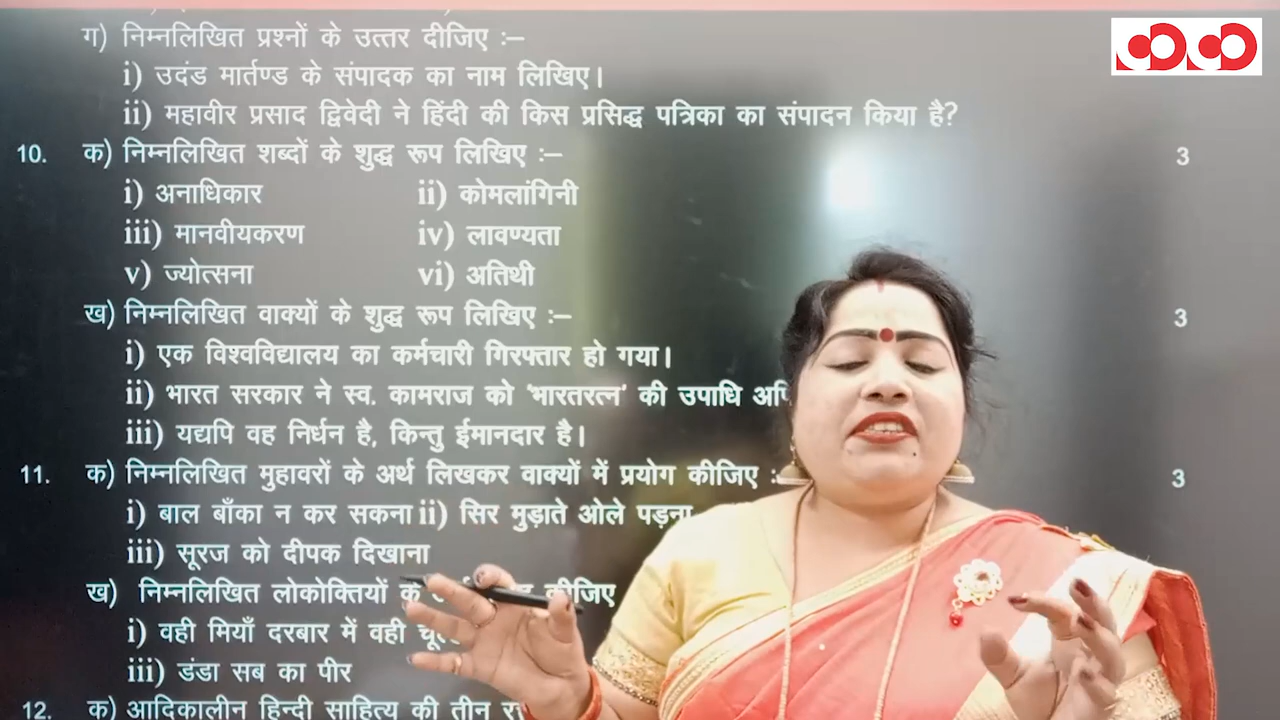 ग) निम्नलिखित प्रश्नों के उत्तर दीजिए :–
i) उदंड मार्तण्ड के संपादक का नाम लिखिए।
ii) महावीर प्रसाद द्विवेदी ने हिंदी की किस प्रसिद्ध पत्रिका का संपादन किया है?
10. क) निम्नलिखित शब्दों के शुद्ध रूप लिखिए :– 3
i) अनाधिकार ii) कोमलांगिनी
iii) मानवीयकरण iv) लावण्यता
v) ज्योत्सना vi) अतिथी
ख) निम्नलिखित वाक्यों के शुद्ध रूप लिखिए :– 3
i) एक विश्वविद्यालय का कर्मचारी गिरफ्तार हो गया।
ii) भारत सरकार ने स्व. कामराज को 'भारतरत्न' की उपाधि
iii) यद्यपि वह निर्धन है, किन्तु ईमानदार है।
11. क) निम्नलिखित मुहावरों के अर्थ लिखकर वाक्यों में प्रयोग कीजिए : 3
i) बाल बाँका न कर सकना ii) सिर मुड़ाते ओले पड़ना
iii) सूरज को दीपक दिखाना
ख) निम्नलिखित लोकोक्तियों के कीजिए
i) वही मियाँ दरबार में वही
iii) डंडा सब का पीर
12. क) आदिकालीन हिन्दी साहित्य की तीन